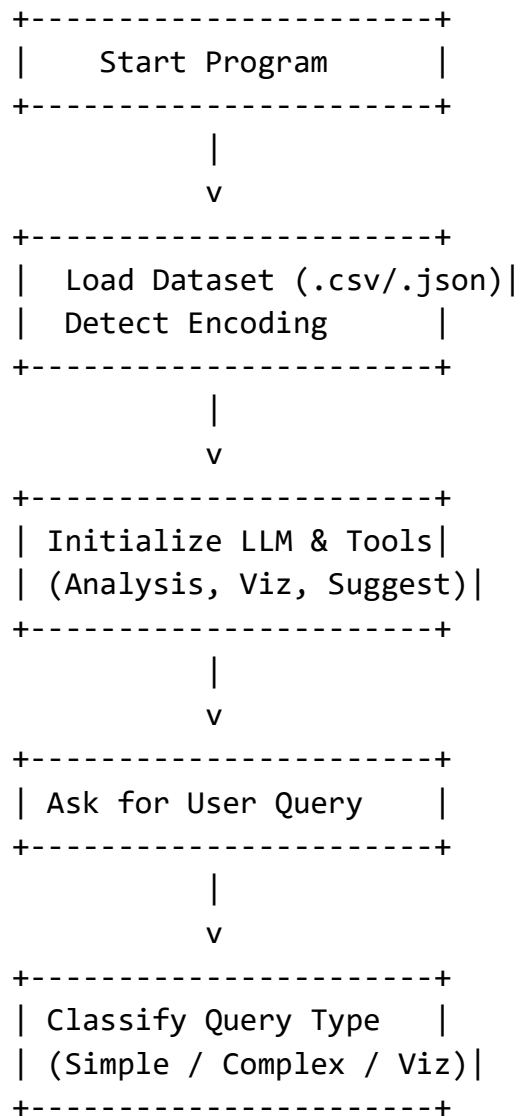 +-----------------------+
|    Start Program      |
+-----------------------+
           |
           v
+-----------------------+
|  Load Dataset (.csv/.json)|
|  Detect Encoding      |
+-----------------------+
           |
           v
+-----------------------+
| Initialize LLM & Tools|
| (Analysis, Viz, Suggest)|
+-----------------------+
           |
           v
+-----------------------+
| Ask for User Query    |
+-----------------------+
           |
           v
+-----------------------+
| Classify Query Type   |
| (Simple / Complex / Viz)|
+-----------------------+